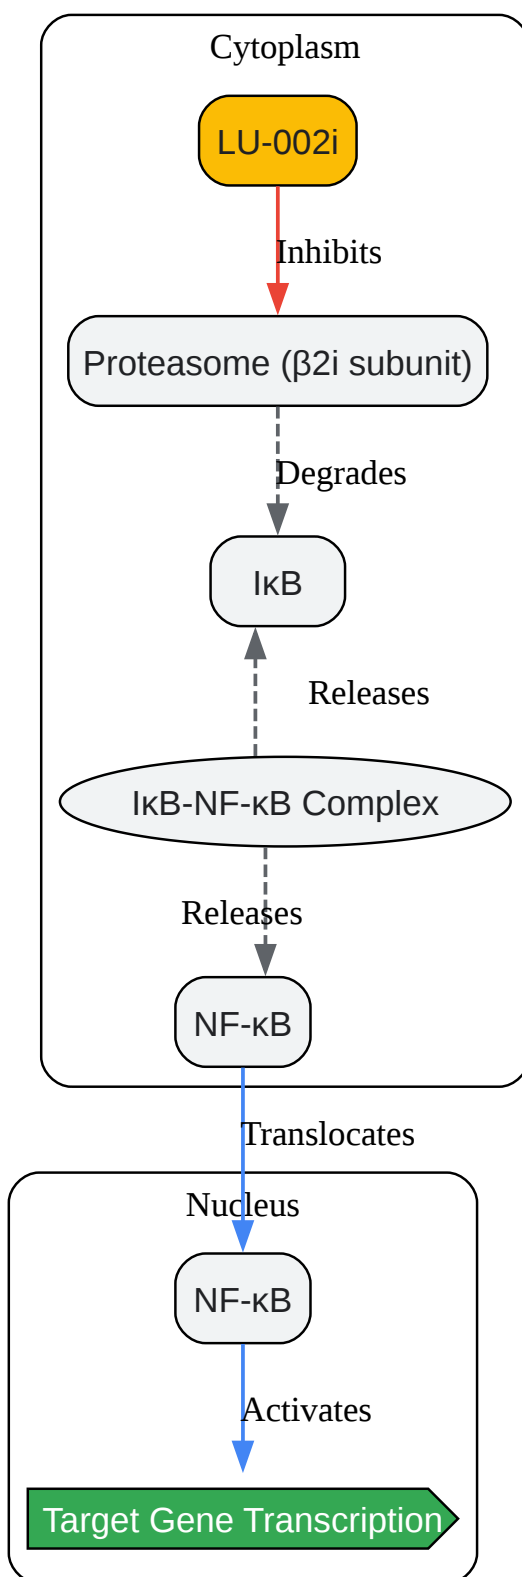 Cytoplasm
LU-002i
Inhibits
Proteasome (β2i subunit)
Degrades
IκB
Releases
IκB-NF-κB Complex
Releases
NF-κB
Translocates
Nucleus
NF-κB
Activates
Target Gene Transcription